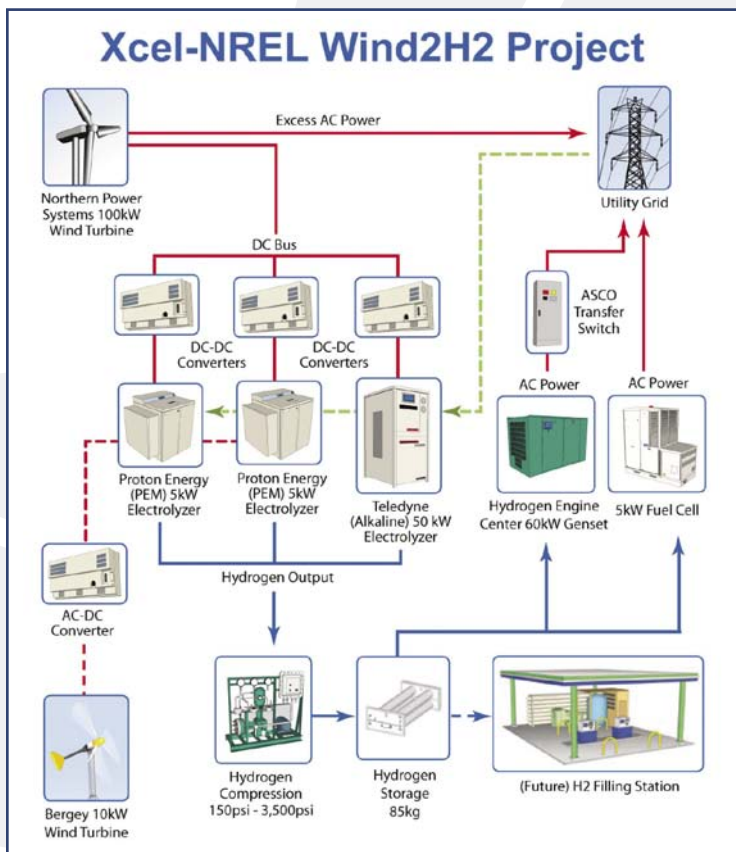 Xcel-NREL Wind2H2 Project
Excess AC Power
Northern Power
Systems 100kW
Wind Turbine
Utility Grid
DC Bus
ASCO
Transfer
Switch
DC-DC
Converters
DC-DC
Converters
AC Power
AC Power
Proton Energy
(PEM) 5kW
Electrolyzer
Proton Energy
(PEM) 5kW
Electrolyzer
Teledyne
(Alkaline) 50 kW
Electrolyzer
Hydrogen Engine
Center 60kW Genset
5kW Fuel Cell
Hydrogen Output
AC-DC
Converter
Bergey 10kW
Wind Turbine
Hydrogen
Compression
150psi - 3,500psi
Hydrogen
Storage
85kg
(Future) H2 Filling Station